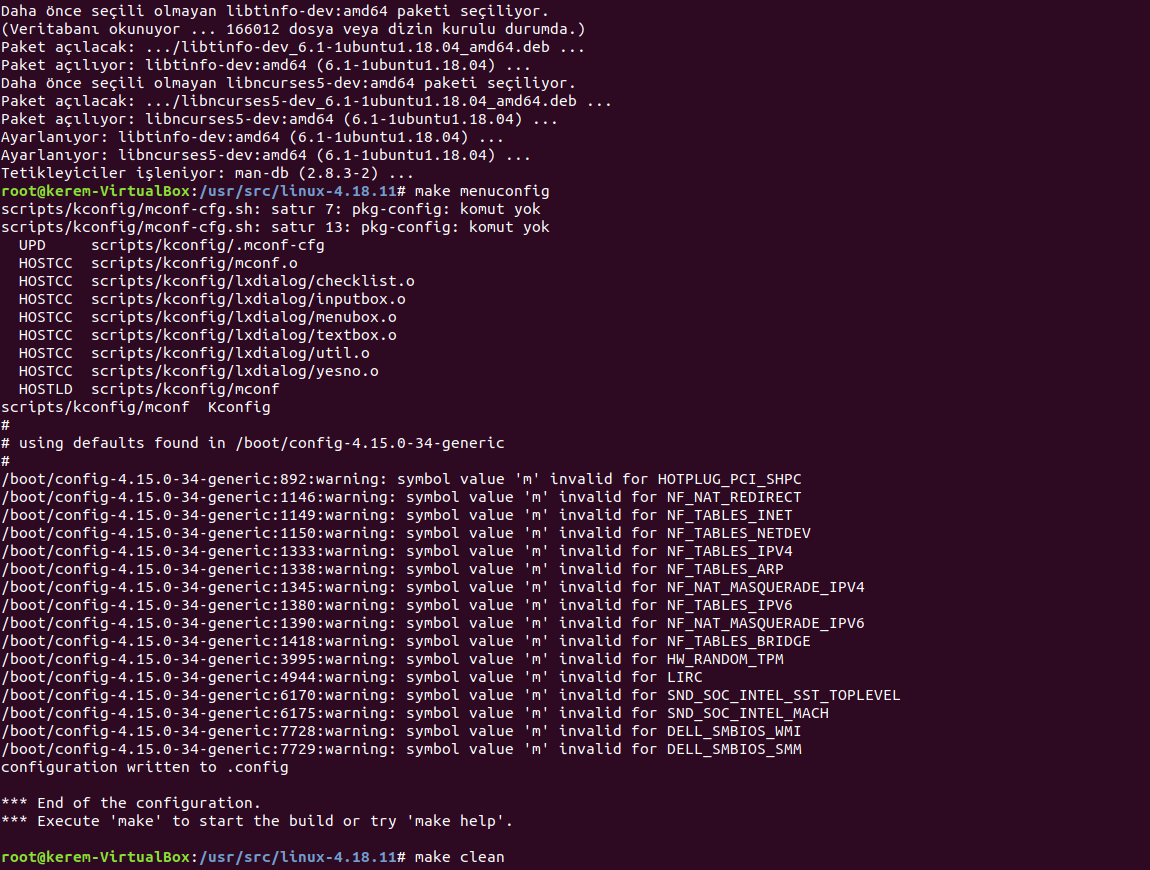 Daha önce seçili olmayan libtinfo-dev:amd64 paketi seçiliyor.
(Veritabanı okunuyor ... 166012 dosya veya dizin kurulu durumda.)
Paket açılacak: .../libtinfo-dev_6.1-1ubuntu1.18.04_amd64.deb ...
Paket açılıyor: libtinfo-dev:amd64 (6.1-1ubuntu1.18.04) ...
Daha önce seçili olmayan libncurses5-dev:amd64 paketi seçiliyor.
Paket açılacak: .../libncurses5-dev_6.1-1ubuntu1.18.04_amd64.deb ...
Paket açılıyor: libncurses5-dev:amd64 (6.1-1ubuntu1.18.04) ...
Ayarlanıyor: libtinfo-dev:amd64 (6.1-1ubuntu1.18.04) ...
Ayarlanıyor: libncurses5-dev:amd64 (6.1-1ubuntu1.18.04) ...
Tetikleyiciler işleniyor: man-db (2.8.3-2) ...
root@kerem-VirtualBox:/usr/src/linux-4.18.11# make menuconfig
scripts/kconfig/mconf-cfg.sh: satır 7: pkg-config: komut yok
scripts/kconfig/mconf-cfg.sh: satır 13: pkg-config: komut yok
  UPD     scripts/kconfig/.mconf-cfg
  HOSTCC  scripts/kconfig/mconf.o
  HOSTCC  scripts/kconfig/lxdialog/checklist.o
  HOSTCC  scripts/kconfig/lxdialog/inputbox.o
  HOSTCC  scripts/kconfig/lxdialog/menubox.o
  HOSTCC  scripts/kconfig/lxdialog/textbox.o
  HOSTCC  scripts/kconfig/lxdialog/util.o
  HOSTCC  scripts/kconfig/lxdialog/yesno.o
  HOSTLD  scripts/kconfig/mconf
scripts/kconfig/mconf  Kconfig
#
# using defaults found in /boot/config-4.15.0-34-generic
#
/boot/config-4.15.0-34-generic:892:warning: symbol value 'm' invalid for HOTPLUG_PCI_SHPC
/boot/config-4.15.0-34-generic:1146:warning: symbol value 'm' invalid for NF_NAT_REDIRECT
/boot/config-4.15.0-34-generic:1149:warning: symbol value 'm' invalid for NF_TABLES_INET
/boot/config-4.15.0-34-generic:1150:warning: symbol value 'm' invalid for NF_TABLES_NETDEV
/boot/config-4.15.0-34-generic:1333:warning: symbol value 'm' invalid for NF_TABLES_IPV4
/boot/config-4.15.0-34-generic:1338:warning: symbol value 'm' invalid for NF_TABLES_ARP
/boot/config-4.15.0-34-generic:1345:warning: symbol value 'm' invalid for NF_NAT_MASQUERADE_IPV4
/boot/config-4.15.0-34-generic:1380:warning: symbol value 'm' invalid for NF_TABLES_IPV6
/boot/config-4.15.0-34-generic:1390:warning: symbol value 'm' invalid for NF_NAT_MASQUERADE_IPV6
/boot/config-4.15.0-34-generic:1418:warning: symbol value 'm' invalid for NF_TABLES_BRIDGE
/boot/config-4.15.0-34-generic:3995:warning: symbol value 'm' invalid for HW_RANDOM_TPM
/boot/config-4.15.0-34-generic:4944:warning: symbol value 'm' invalid for LIRC
/boot/config-4.15.0-34-generic:6170:warning: symbol value 'm' invalid for SND_SOC_INTEL_SST_TOPLEVEL
/boot/config-4.15.0-34-generic:6175:warning: symbol value 'm' invalid for SND_SOC_INTEL_MACH
/boot/config-4.15.0-34-generic:7728:warning: symbol value 'm' invalid for DELL_SMBIOS_WMI
/boot/config-4.15.0-34-generic:7729:warning: symbol value 'm' invalid for DELL_SMBIOS_SMM
configuration written to .config

*** End of the configuration.
*** Execute 'make' to start the build or try 'make help'.

root@kerem-VirtualBox:/usr/src/linux-4.18.11# make clean